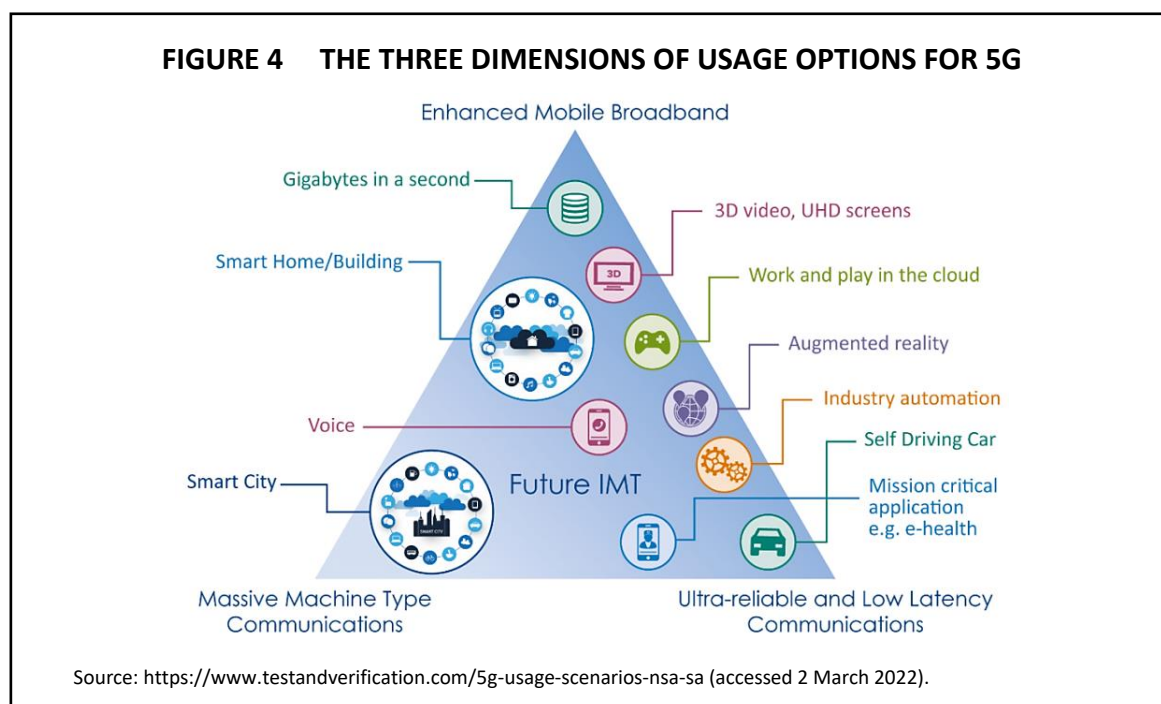 FIGURE 4 THE THREE DIMENSIONS OF USAGE OPTIONS FOR 5G
Enhanced Mobile Broadband
Gigabytes in a second
3D video, UHD screens
3D
Smart Home/Building
Work and play in the cloud
Augmented reality
Industry automation
Voice
Self Driving Car
Smart City
Future IMT
Mission critical
application
e.g. e-health
SMART CITY
Massive Machine Type
Communications
Ultra-reliable and Low Latency
Communications
Source: https://www.testandverification.com/5g-usage-scenarios-nsa-sa (accessed 2 March 2022).